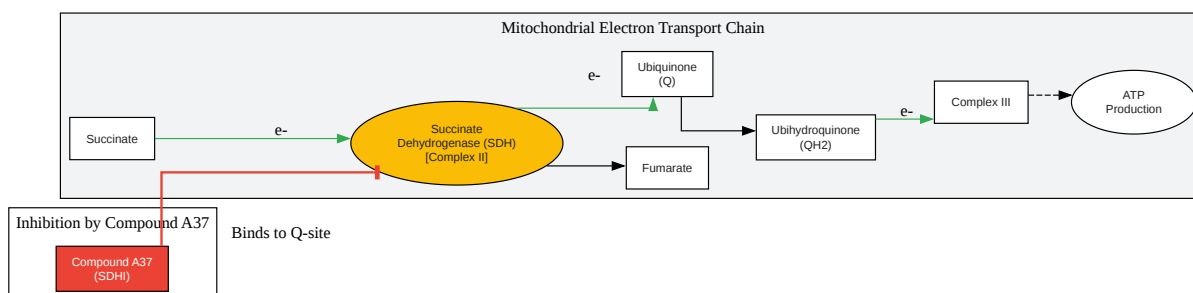 Mitochondrial Electron Transport Chain
Succinate
e-
Succinate
Dehydrogenase (SDH)
[Complex II]
e-
Ubiquinone
(Q)
Fumarate
Ubihydroquinone
(QH2)
e-
Complex III
ATP
Production
Inhibition by Compound A37
Compound A37
(SDHI)
Binds to Q-site